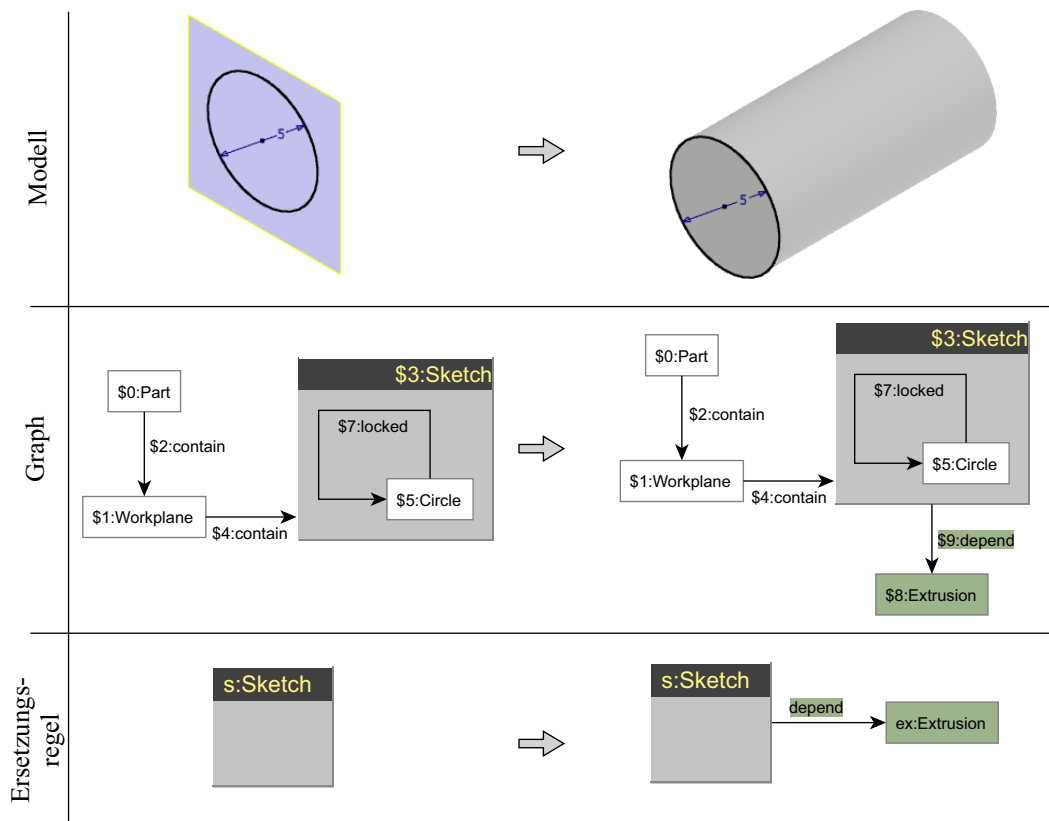 Modell
5
5
Graph
$0:Part
$2:contain
$1:Workplane
$4:contain
$3:Sketch
$7:locked
$5:Circle
$0:Part
$2:contain
$1:Workplane
$4:contain
$3:Sketch
$7:locked
$5:Circle
$9:depend
$8:Extrusion
Ersetzungs-
regel
s:Sketch
s:Sketch
depend
ex:Extrusion